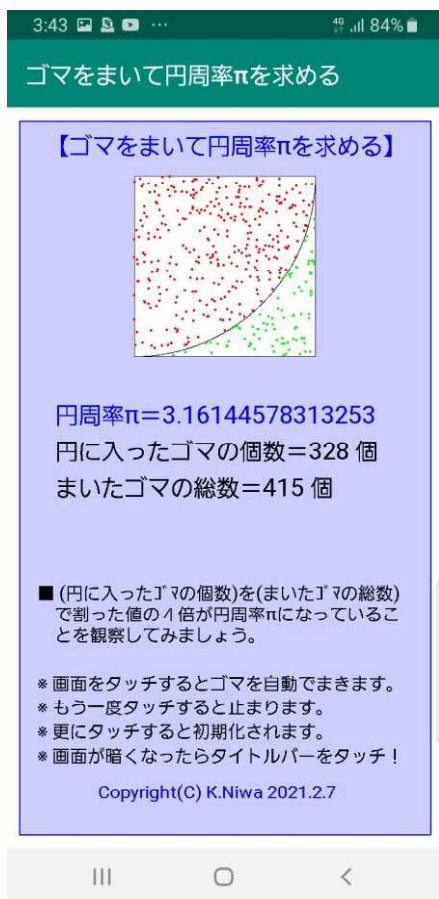 3:43 ··· 4G 84%
ゴマをまいて円周率πを求める
【ゴマをまいて円周率πを求める】
円周率π＝3.16144578313253
円に入ったゴマの個数＝328 個
まいたゴマの総数＝415 個
■ (円に入ったｺﾞﾏの個数)を(まいたｺﾞﾏの総数)
で割った値の４倍が円周率πになっているこ
とを観察してみましょう。
※ 画面をタッチするとゴマを自動でまきます。
※ もう一度タッチすると止まります。
※ 更にタッチすると初期化されます。
※ 画面が暗くなったらタイトルバーをタッチ！
Copyright(C) K.Niwa 2021.2.7